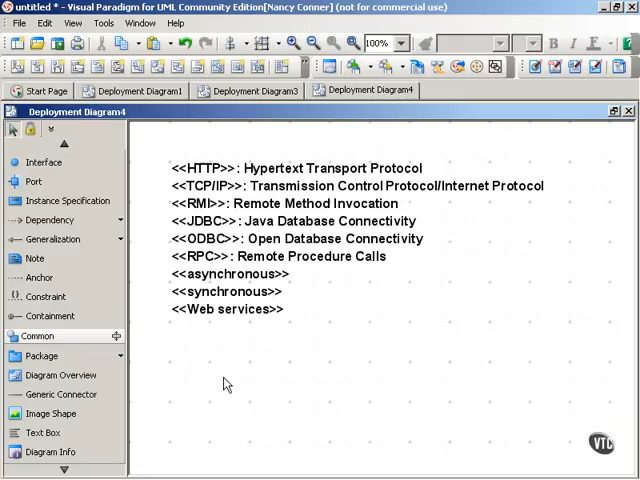 untitled * - Visual Paradigm for UML Community Edition[Nancy Conner] (not for commercial use)
File Edit View Tools Window Help
100%
B I
Start Page Deployment Diagram1 Deployment Diagram3 Deployment Diagram4
Deployment Diagram4
Interface
Port
Instance Specification
Dependency
Generalization
Note
Anchor
Constraint
Containment
Common
Package
Diagram Overview
Generic Connector
Image Shape
Text Box
Diagram Info
<<HTTP>>: Hypertext Transport Protocol
<<TCP/IP>>: Transmission Control Protocol/Internet Protocol
<<RMI>>: Remote Method Invocation
<<JDBC>>: Java Database Connectivity
<<ODBC>>: Open Database Connectivity
<<RPC>>: Remote Procedure Calls
<<asynchronous>>
<<synchronous>>
<<Web services>>
VTC